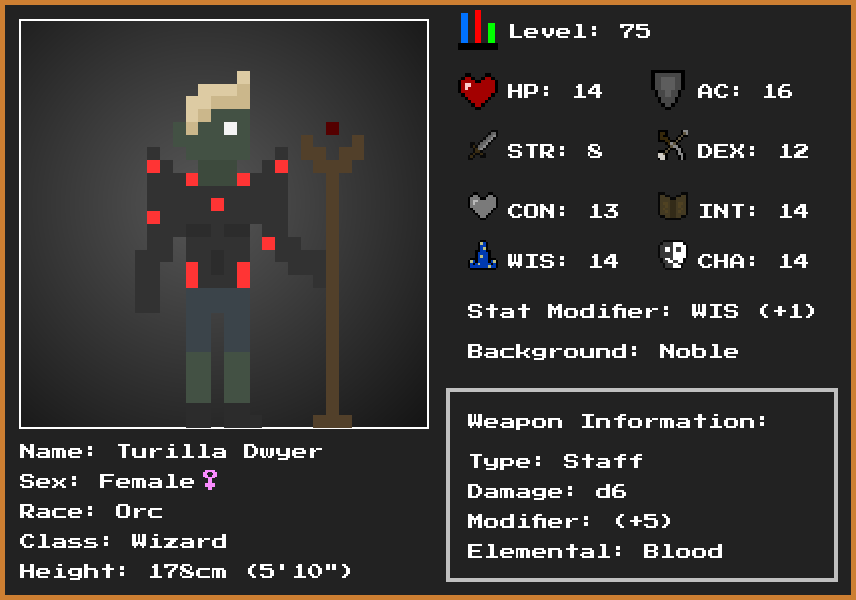 Level: 75
HP: 14 AC: 16
STR: 8 DEX: 12
CON: 13 INT: 14
WIS: 14 CHA: 14
Stat Modifier: WIS (+1)
Background: Noble
Weapon Information:
Type: Staff
Damage: d6
Modifier: (+5)
Elemental: Blood
Name: Turilla Dwyer
Sex: Female♀
Race: Orc
Class: Wizard
Height: 178cm (5'10")